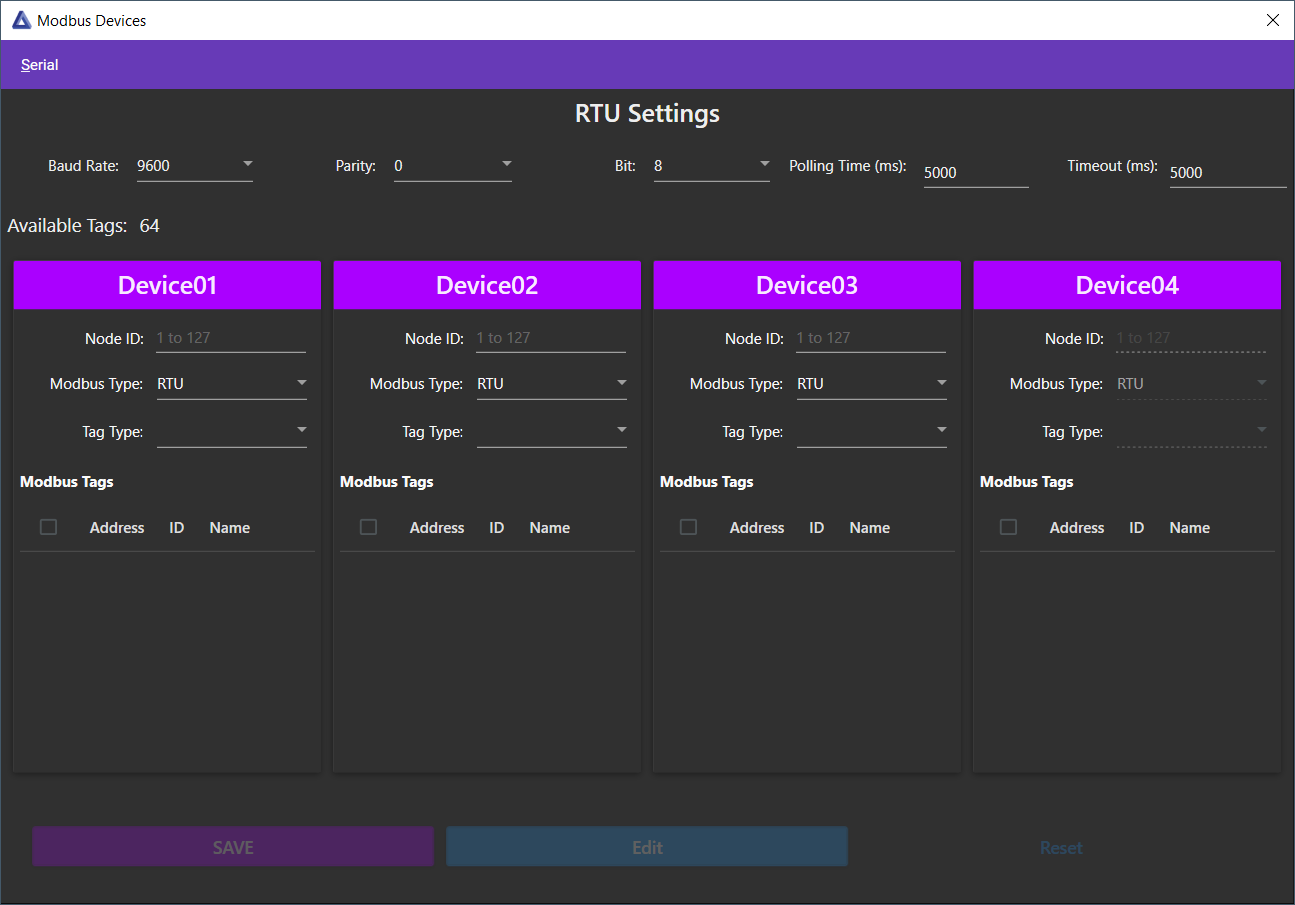 Modbus Devices
Serial
RTU Settings
Baud Rate: 9600 Parity: 0 Bit: 8 Polling Time (ms): 5000 Timeout (ms): 5000
Available Tags: 64
Device01 Device02 Device03 Device04
Node ID: 1 to 127 Node ID: 1 to 127 Node ID: 1 to 127 Node ID: 1 to 127
Modbus Type: RTU Modbus Type: RTU Modbus Type: RTU Modbus Type: RTU
Tag Type: Tag Type: Tag Type: Tag Type:
Modbus Tags Modbus Tags Modbus Tags Modbus Tags
Address ID Name Address ID Name Address ID Name Address ID Name
SAVE Edit Reset